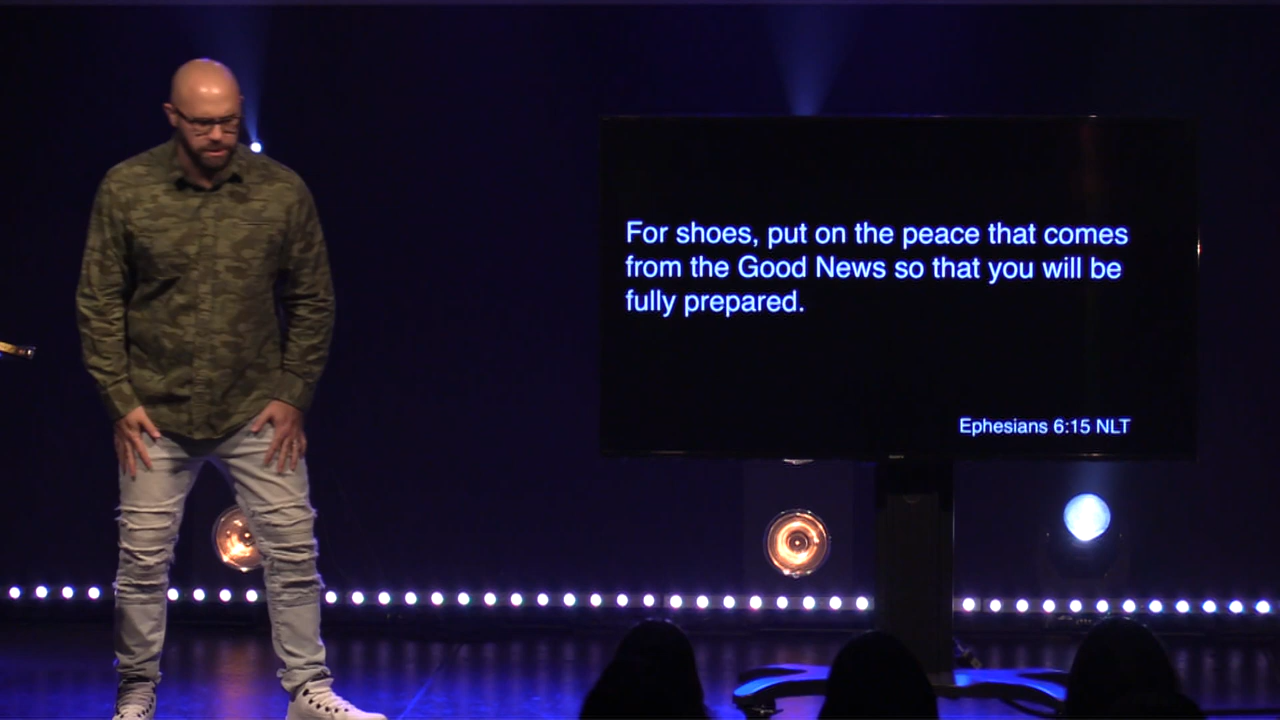 For shoes, put on the peace that comes
from the Good News so that you will be
fully prepared.
Ephesians 6:15 NLT